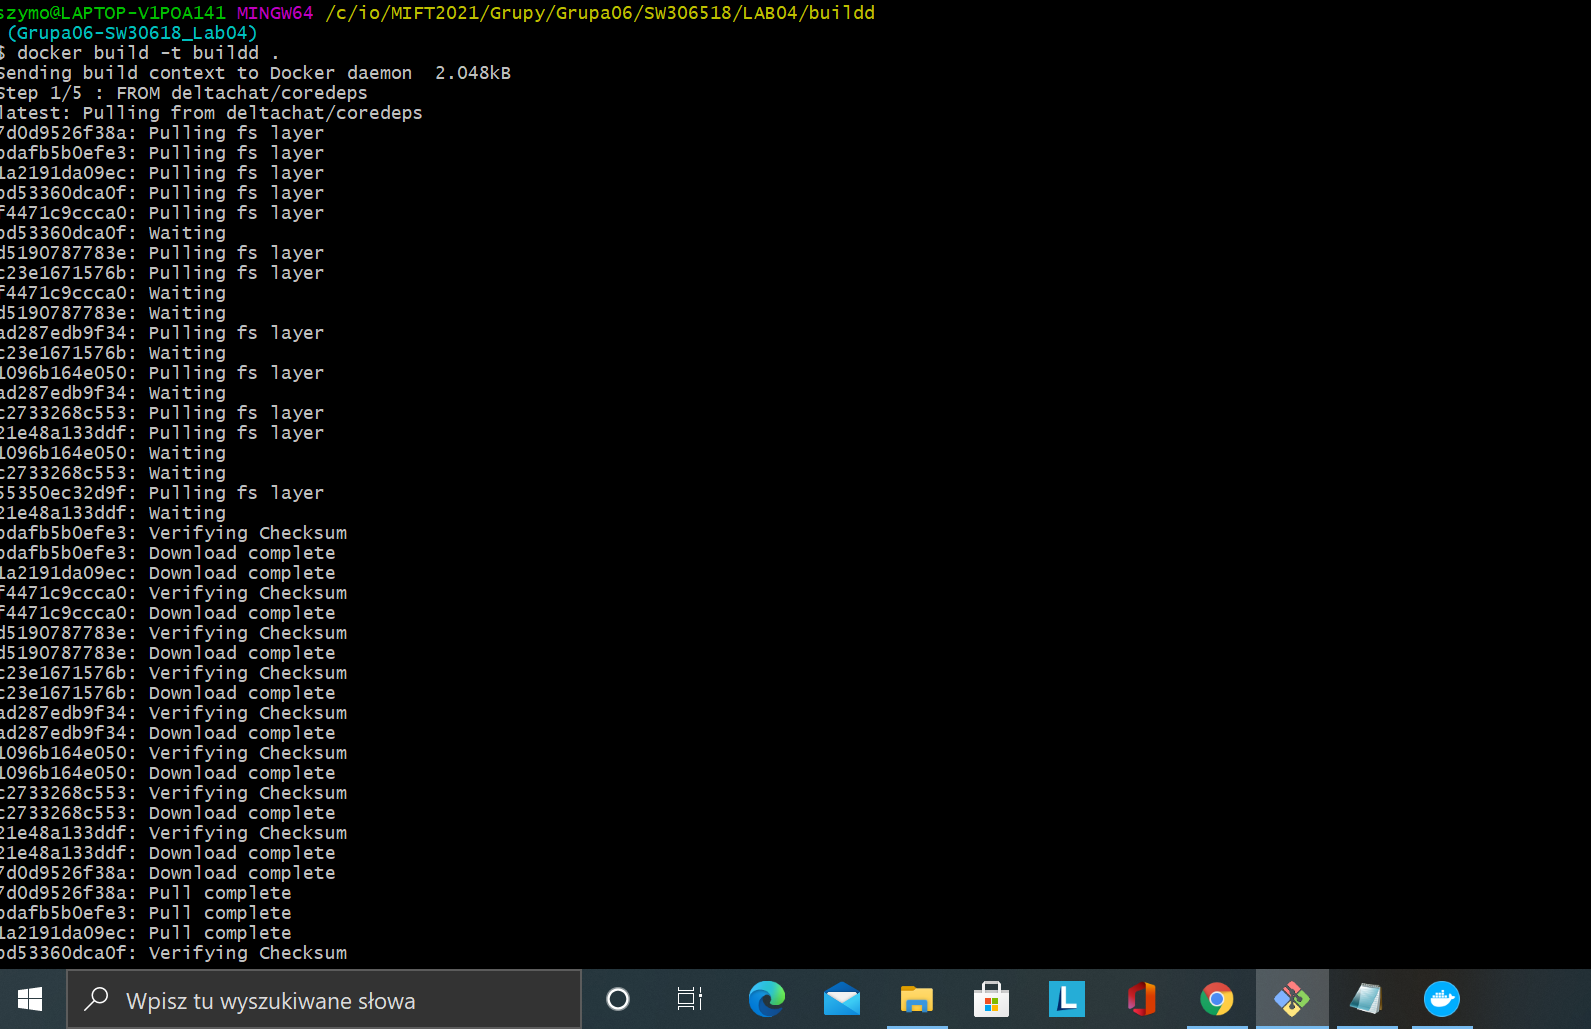 szymo@LAPTOP-V1POA141 MINGW64 /c/io/MIFT2021/Grupy/Grupa06/SW306518/LAB04/buildd
(Grupa06-SW30618_Lab04)
$ docker build -t buildd .
Sending build context to Docker daemon  2.048kB
Step 1/5 : FROM deltachat/coredeps
latest: Pulling from deltachat/coredeps
7d0d9526f38a: Pulling fs layer
bdafb5b0efe3: Pulling fs layer
1a2191da09ec: Pulling fs layer
bd53360dca0f: Pulling fs layer
f4471c9ccca0: Pulling fs layer
bd53360dca0f: Waiting
d5190787783e: Pulling fs layer
c23e1671576b: Pulling fs layer
f4471c9ccca0: Waiting
d5190787783e: Waiting
ad287edb9f34: Pulling fs layer
c23e1671576b: Waiting
1096b164e050: Pulling fs layer
ad287edb9f34: Waiting
c2733268c553: Pulling fs layer
21e48a133ddf: Pulling fs layer
1096b164e050: Waiting
c2733268c553: Waiting
55350ec32d9f: Pulling fs layer
21e48a133ddf: Waiting
bdafb5b0efe3: Verifying Checksum
bdafb5b0efe3: Download complete
1a2191da09ec: Download complete
f4471c9ccca0: Verifying Checksum
f4471c9ccca0: Download complete
d5190787783e: Verifying Checksum
d5190787783e: Download complete
c23e1671576b: Verifying Checksum
c23e1671576b: Download complete
ad287edb9f34: Verifying Checksum
ad287edb9f34: Download complete
1096b164e050: Verifying Checksum
1096b164e050: Download complete
c2733268c553: Verifying Checksum
c2733268c553: Download complete
21e48a133ddf: Verifying Checksum
21e48a133ddf: Download complete
7d0d9526f38a: Download complete
7d0d9526f38a: Pull complete
bdafb5b0efe3: Pull complete
1a2191da09ec: Pull complete
bd53360dca0f: Verifying Checksum
Wpisz tu wyszukiwane słowa
L